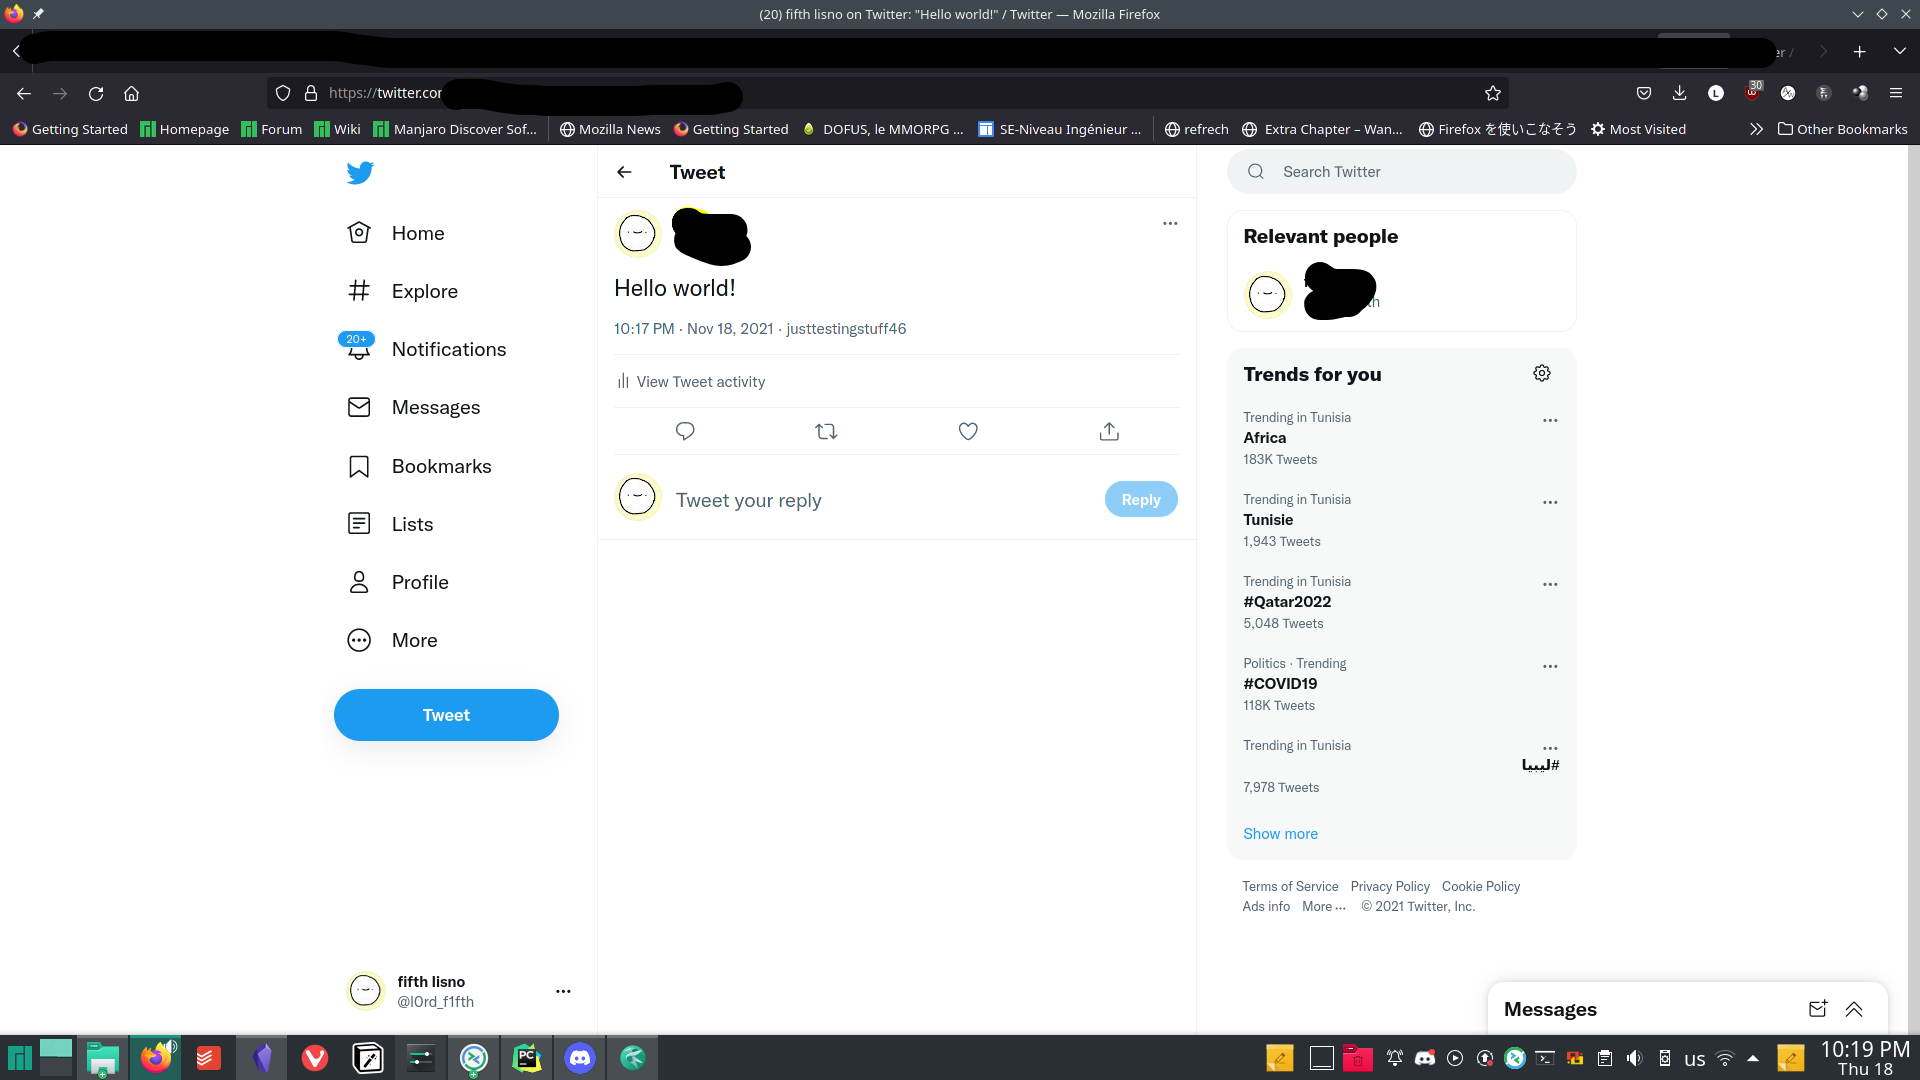 (20) fifth lisno on Twitter: "Hello world!" / Twitter — Mozilla Firefox
https://twitter.co
30
Getting Started Homepage Forum Wiki Manjaro Discover Sof... Mozilla News Getting Started DOFUS, le MMORPG ... SE-Niveau Ingénieur ... refrech Extra Chapter – Wan... Firefox を使いこなそう Most Visited Other Bookmarks
Home
Explore
20+
Notifications
Messages
Bookmarks
Lists
Profile
More
Tweet
fifth lisno
@l0rd_f1fth
Tweet
Hello world!
10:17 PM · Nov 18, 2021 · justtestingstuff46
View Tweet activity
Tweet your reply
Reply
Search Twitter
Relevant people
Trends for you
Trending in Tunisia
Africa
183K Tweets
Trending in Tunisia
Tunisie
1,943 Tweets
Trending in Tunisia
#Qatar2022
5,048 Tweets
Politics · Trending
#COVID19
118K Tweets
Trending in Tunisia
#ليبيا
7,978 Tweets
Show more
Terms of Service Privacy Policy Cookie Policy
Ads info More ... © 2021 Twitter, Inc.
Messages
PC
us
10:19 PM
Thu 18